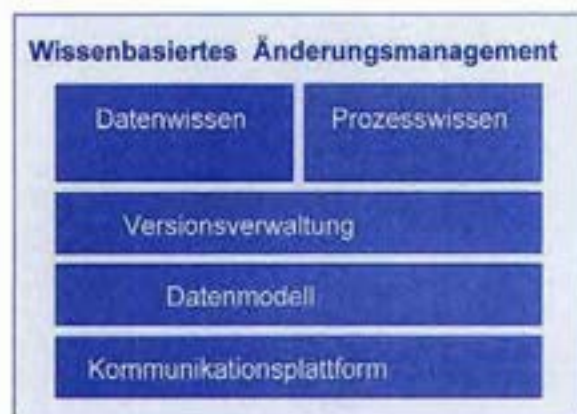 Wissenbasiertes Änderungsmanagement
Datenwissen Prozesswissen
Versionsverwaltung
Datenmodell
Kommunikationsplattform